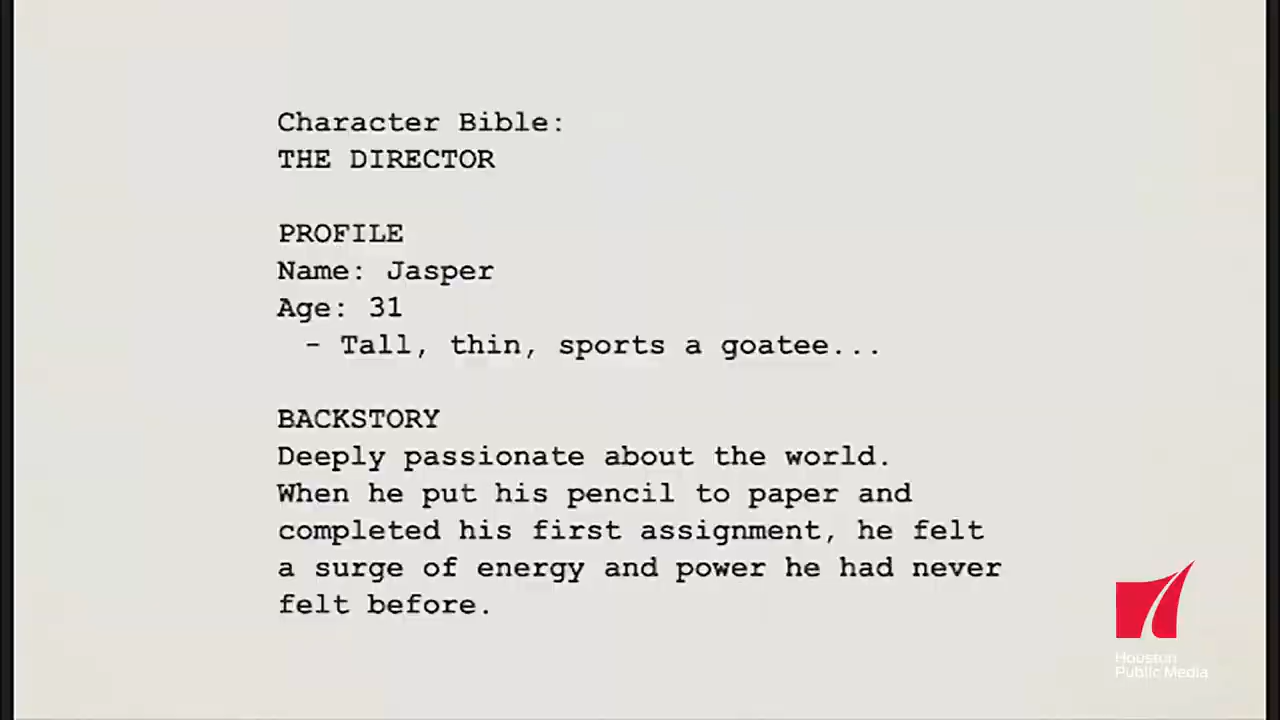 Character Bible:
THE DIRECTOR
PROFILE
Name: Jasper
Age: 31
- Tall, thin, sports a goatee...
BACKSTORY
Deeply passionate about the world.
When he put his pencil to paper and
completed his first assignment, he felt
a surge of energy and power he had never
felt before.
Houston
Public Media